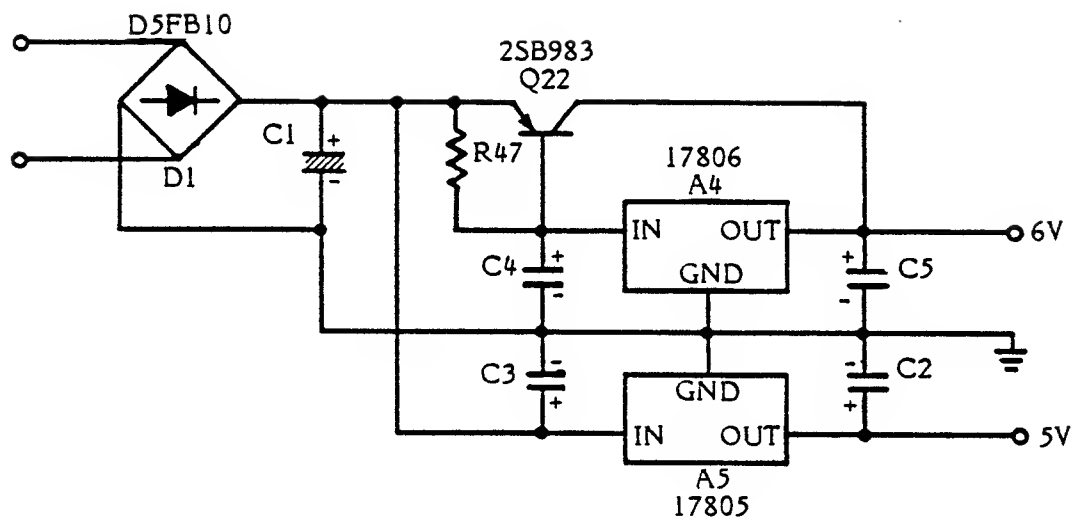 D5FB10
D1
C1
+
-
R47
2SB983
Q22
17806
A4
IN
OUT
GND
6V
C4
+
-
+
-
C5
C3
-
+
GND
IN
OUT
-
+
C2
5V
A5
17805